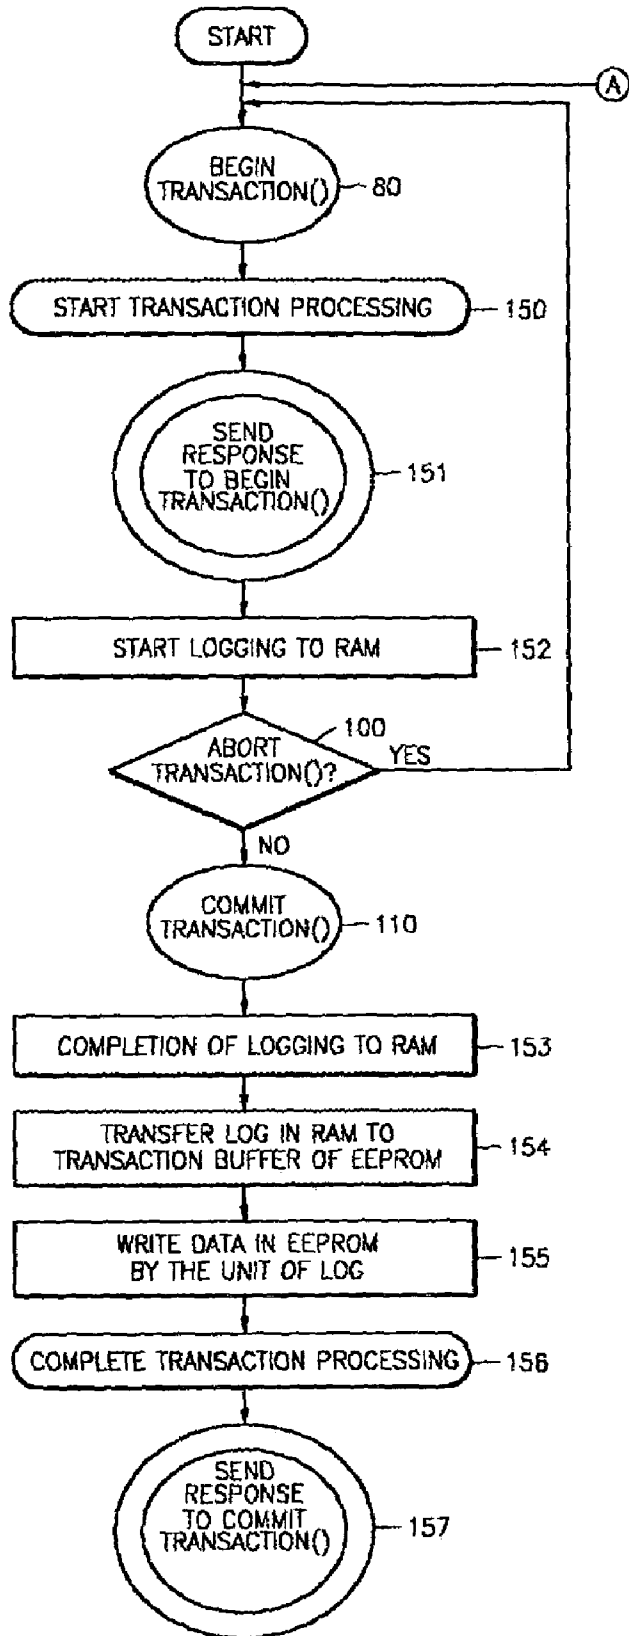 START
A
BEGIN
TRANSACTION()
80
START TRANSACTION PROCESSING
150
SEND
RESPONSE
TO BEGIN
TRANSACTION()
151
START LOGGING TO RAM
152
100
ABORT
TRANSACTION()?
YES
NO
COMMIT
TRANSACTION()
110
COMPLETION OF LOGGING TO RAM
153
TRANSFER LOG IN RAM TO
TRANSACTION BUFFER OF EEPROM
154
WRITE DATA IN EEPROM
BY THE UNIT OF LOG
155
COMPLETE TRANSACTION PROCESSING
156
SEND
RESPONSE
TO COMMIT
TRANSACTION()
157